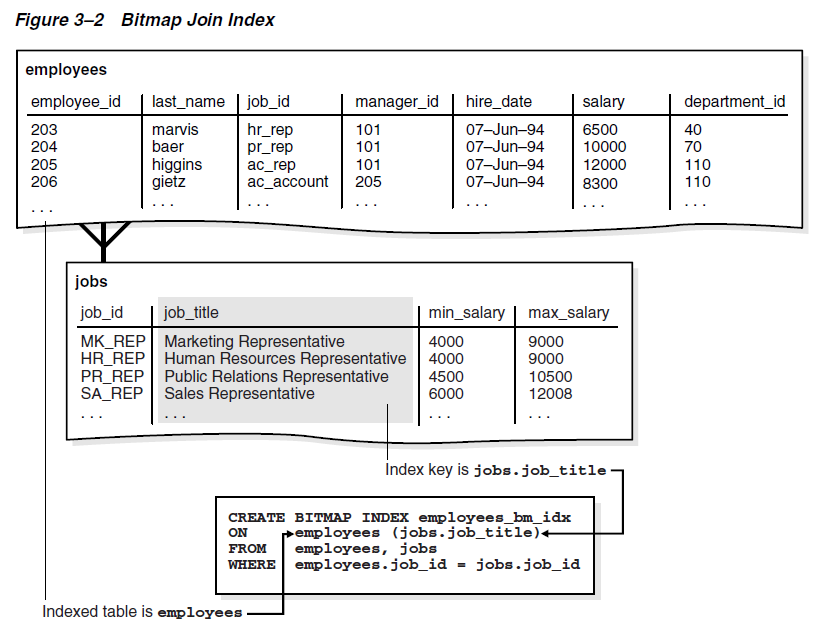 Figure 3–2 Bitmap Join Index
employees
employee_id last_name job_id manager_id hire_date salary department_id
203 marvis hr_rep 101 07–Jun–94 6500 40
204 baer pr_rep 101 07–Jun–94 10000 70
205 higgins ac_rep 101 07–Jun–94 12000 110
206 gietz ac_account 205 07–Jun–94 8300 110
. . . . . . . . . . . . . . . . . . . . .
jobs
job_id job_title min_salary max_salary
MK_REP Marketing Representative 4000 9000
HR_REP Human Resources Representative 4000 9000
PR_REP Public Relations Representative 4500 10500
SA_REP Sales Representative 6000 12008
. . . . . . . . . . . .
Index key is jobs.job_title
CREATE BITMAP INDEX employees_bm_idx
ON employees (jobs.job_title)
FROM employees, jobs
WHERE employees.job_id = jobs.job_id
Indexed table is employees